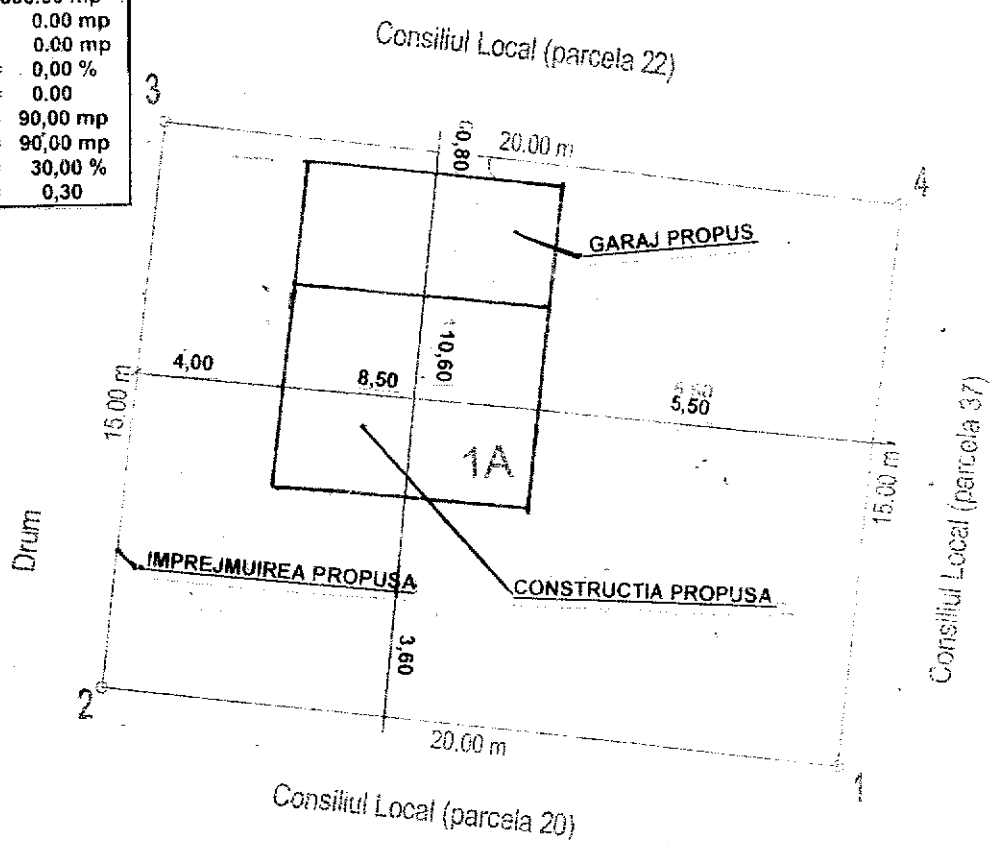 0.00 mp
0.00 mp
= 0,00 %
= 0.00
90,00 mp
90,00 mp
30,00 %
0,30
Consiliul Local (parcela 22)
3
0,80
20.00 m
4
GARAJ PROPUS
10,60
4,00
8,50
5,50
5,50
15.00 m
1A
15.00 m
Consiliul Local (parcela 37)
Drum
IMPREJMUIREA PROPUSA
CONSTRUCTIA PROPUSA
3,60
2
20.00 m
1
Consiliul Local (parcela 20)